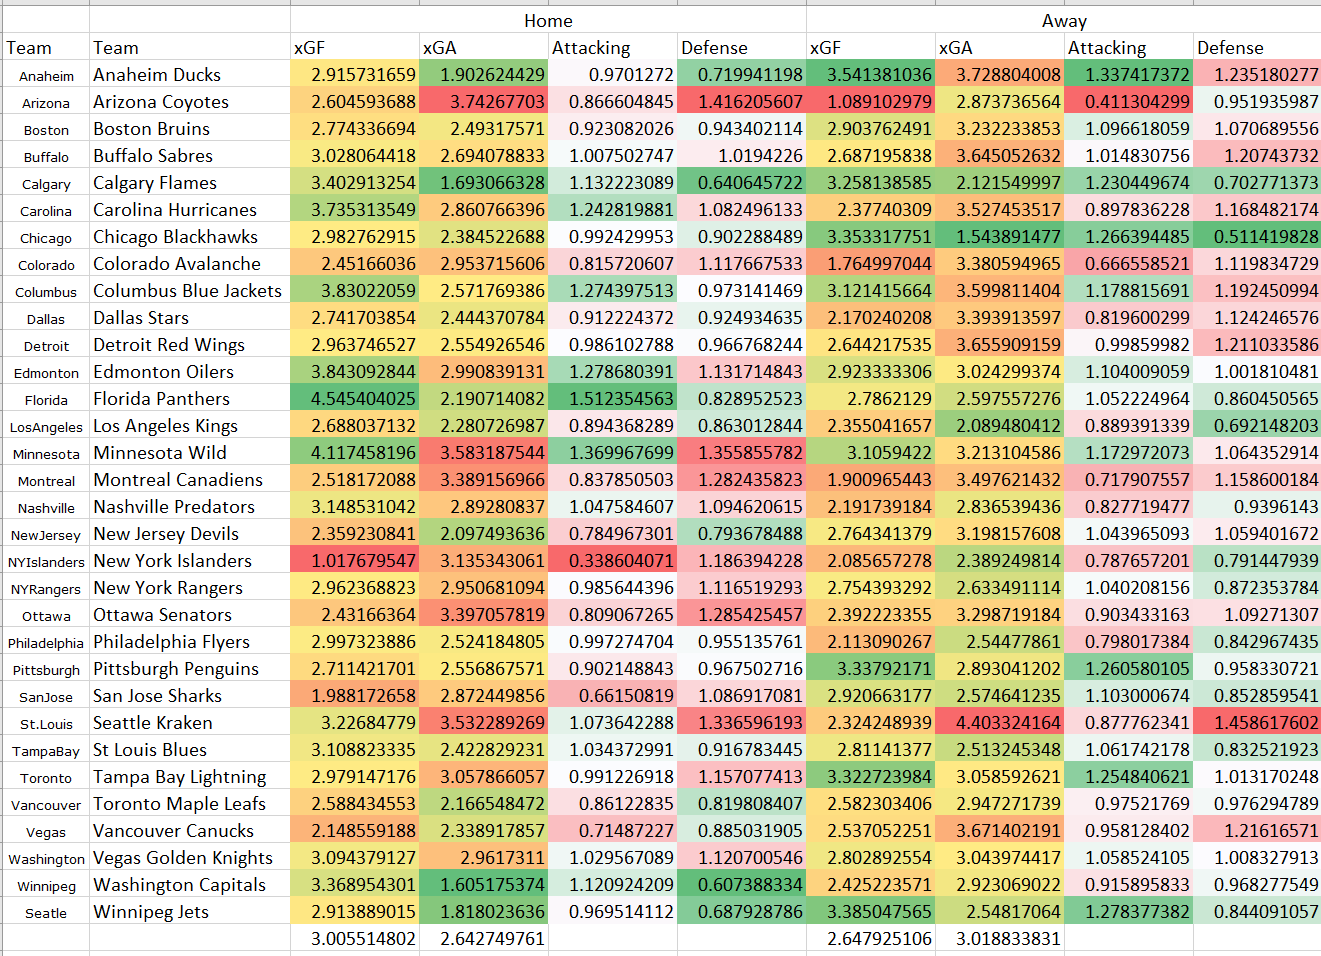 Home Away
Team Team xGF xGA Attacking Defense xGF xGA Attacking Defense
Anaheim Anaheim Ducks 2.915731659 1.902624429 0.9701272 0.719941198 3.541381036 3.728804008 1.337417372 1.235180277
Arizona Arizona Coyotes 2.604593688 3.74267703 0.866604845 1.416205607 1.089102979 2.873736564 0.411304299 0.951935987
Boston Boston Bruins 2.774336694 2.49317571 0.923082026 0.943402114 2.903762491 3.232233853 1.096618059 1.070689556
Buffalo Buffalo Sabres 3.028064418 2.694078833 1.007502747 1.0194226 2.687195838 3.645052632 1.014830756 1.20743732
Calgary Calgary Flames 3.402913254 1.693066328 1.132223089 0.640645722 3.258138585 2.121549997 1.230449674 0.702771373
Carolina Carolina Hurricanes 3.735313549 2.860766396 1.242819881 1.082496133 2.37740309 3.527453517 0.897836228 1.168482174
Chicago Chicago Blackhawks 2.982762915 2.384522688 0.992429953 0.902288489 3.353317751 1.543891477 1.266394485 0.511419828
Colorado Colorado Avalanche 2.45166036 2.953715606 0.815720607 1.117667533 1.764997044 3.380594965 0.666558521 1.119834729
Columbus Columbus Blue Jackets 3.83022059 2.571769386 1.274397513 0.973141469 3.121415664 3.599811404 1.178815691 1.192450994
Dallas Dallas Stars 2.741703854 2.444370784 0.912224372 0.924934635 2.170240208 3.393913597 0.819600299 1.124246576
Detroit Detroit Red Wings 2.963746527 2.554926546 0.986102788 0.966768244 2.644217535 3.655909159 0.99859982 1.211033586
Edmonton Edmonton Oilers 3.843092844 2.990839131 1.278680391 1.131714843 2.923333306 3.024299374 1.104009059 1.001810481
Florida Florida Panthers 4.545404025 2.190714082 1.512354563 0.828952523 2.7862129 2.597557276 1.052224964 0.860450565
LosAngeles Los Angeles Kings 2.688037132 2.280726987 0.894368289 0.863012844 2.355041657 2.089480412 0.889391339 0.692148203
Minnesota Minnesota Wild 4.117458196 3.583187544 1.369967699 1.355855782 3.1059422 3.213104586 1.172972073 1.064352914
Montreal Montreal Canadiens 2.518172088 3.389156966 0.837850503 1.282435823 1.900965443 3.497621432 0.717907557 1.158600184
Nashville Nashville Predators 3.148531042 2.89280837 1.047584607 1.094620615 2.191739184 2.836539436 0.827719477 0.9396143
NewJersey New Jersey Devils 2.359230841 2.097493636 0.784967301 0.793678488 2.764341379 3.198157608 1.043965093 1.059401672
NYIslanders New York Islanders 1.017679547 3.135343061 0.338604071 1.186394228 2.085657278 2.389249814 0.787657201 0.791447939
NYRangers New York Rangers 2.962368823 2.950681094 0.985644396 1.116519293 2.754393292 2.633491114 1.040208156 0.872353784
Ottawa Ottawa Senators 2.43166364 3.397057819 0.809067265 1.285425457 2.392223355 3.298719184 0.903433163 1.09271307
Philadelphia Philadelphia Flyers 2.997323886 2.524184805 0.997274704 0.955135761 2.113090267 2.54477861 0.798017384 0.842967435
Pittsburgh Pittsburgh Penguins 2.711421701 2.556867571 0.902148843 0.967502716 3.33792171 2.893041202 1.260580105 0.958330721
SanJose San Jose Sharks 1.988172658 2.872449856 0.66150819 1.086917081 2.920663177 2.574641235 1.103000674 0.852859541
St.Louis Seattle Kraken 3.22684779 3.532289269 1.073642288 1.336596193 2.324248939 4.403324164 0.877762341 1.458617602
TampaBay St Louis Blues 3.108823335 2.422829231 1.034372991 0.916783445 2.81141377 2.513245348 1.061742178 0.832521923
Toronto Tampa Bay Lightning 2.979147176 3.057866057 0.991226918 1.157077413 3.322723984 3.058592621 1.254840621 1.013170248
Vancouver Toronto Maple Leafs 2.588434553 2.166548472 0.86122835 0.819808407 2.582303406 2.947271739 0.97521769 0.976294789
Vegas Vancouver Canucks 2.148559188 2.338917857 0.71487227 0.885031905 2.537052251 3.671402191 0.958128402 1.21616571
Washington Vegas Golden Knights 3.094379127 2.9617311 1.029567089 1.120700546 2.802892554 3.043974417 1.058524105 1.008327913
Winnipeg Washington Capitals 3.368954301 1.605175374 1.120924209 0.607388334 2.425223571 2.923069022 0.915895833 0.968277549
Seatle Winnipeg Jets 2.913889015 1.818023636 0.969514112 0.687928786 3.385047565 2.54817064 1.278377382 0.844091057
3.005514802 2.642749761 2.647925106 3.018833831